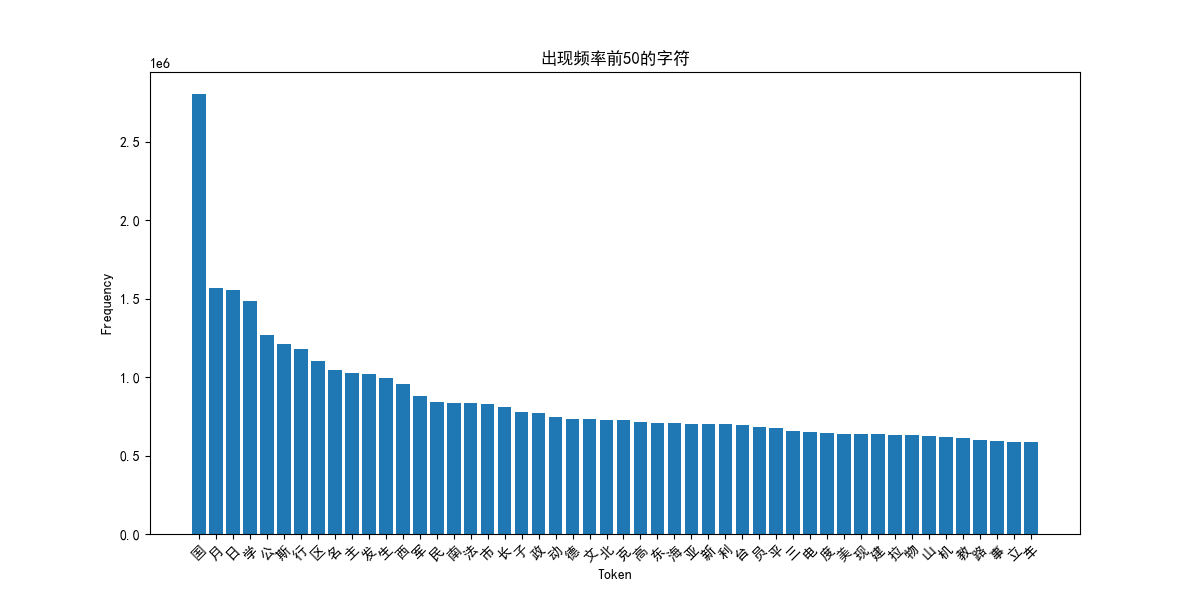 出现频率前50的字符
1e6
2.5
2.0
1.5
1.0
0.5
0.0
Frequency
国 月 日 学 公 斯 行 区 名 主 发 生 西 军 民 南 法 市 长 子 政 动 德 文 北 克 高 东 海 亚 新 利 台 员 平 三 电 度 美 现 建 拉 物 山 机 教 路 事 立 车
Token